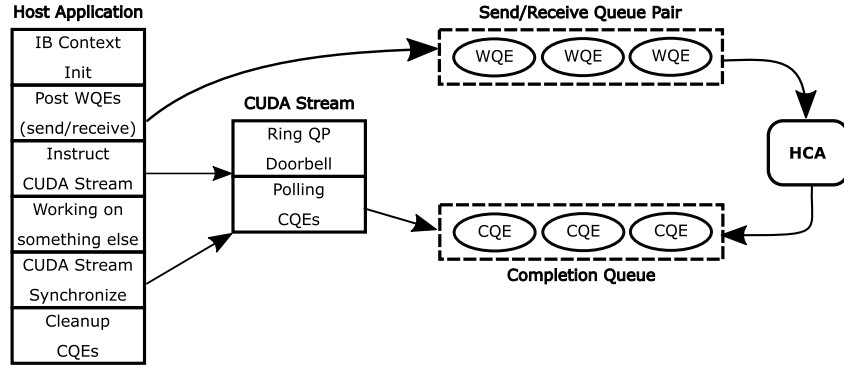 Host Application
IB Context
Init
Post WQEs
(send/receive)
Instruct
CUDA Stream
Working on
something else
CUDA Stream
Synchronize
Cleanup
CQEs
CUDA Stream
Ring QP
Doorbell
Polling
CQEs
Send/Receive Queue Pair
WQE WQE WQE
HCA
CQE CQE CQE
Completion Queue